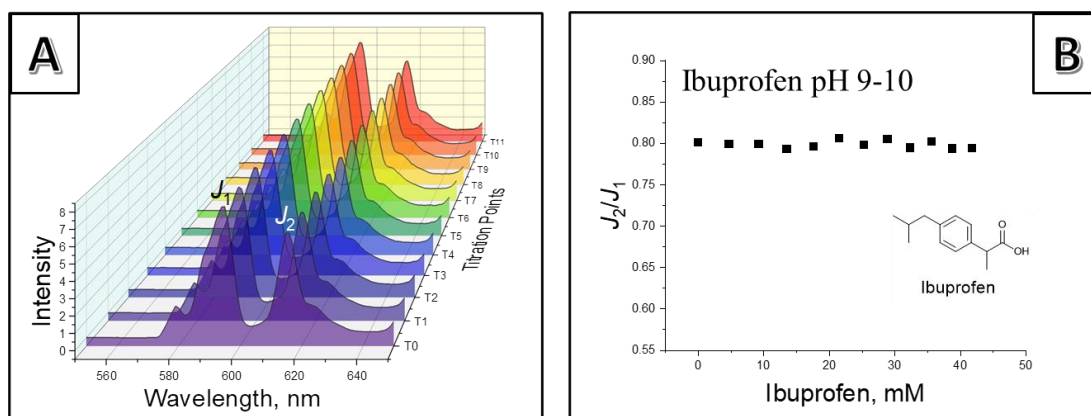 A
J1
J2
8
7
6
5
4
3
2
1
0
Intensity
560
580
600
620
640
Wavelength, nm
T11
T10
T9
T8
T7
T6
T5
T4
T3
T2
T1
T0
Titration Points
B
Ibuprofen pH 9-10
0.90
0.85
0.80
0.75
0.70
0.65
0.60
0.55
J2/J1
O
OH
Ibuprofen
0
10
20
30
40
50
Ibuprofen, mM